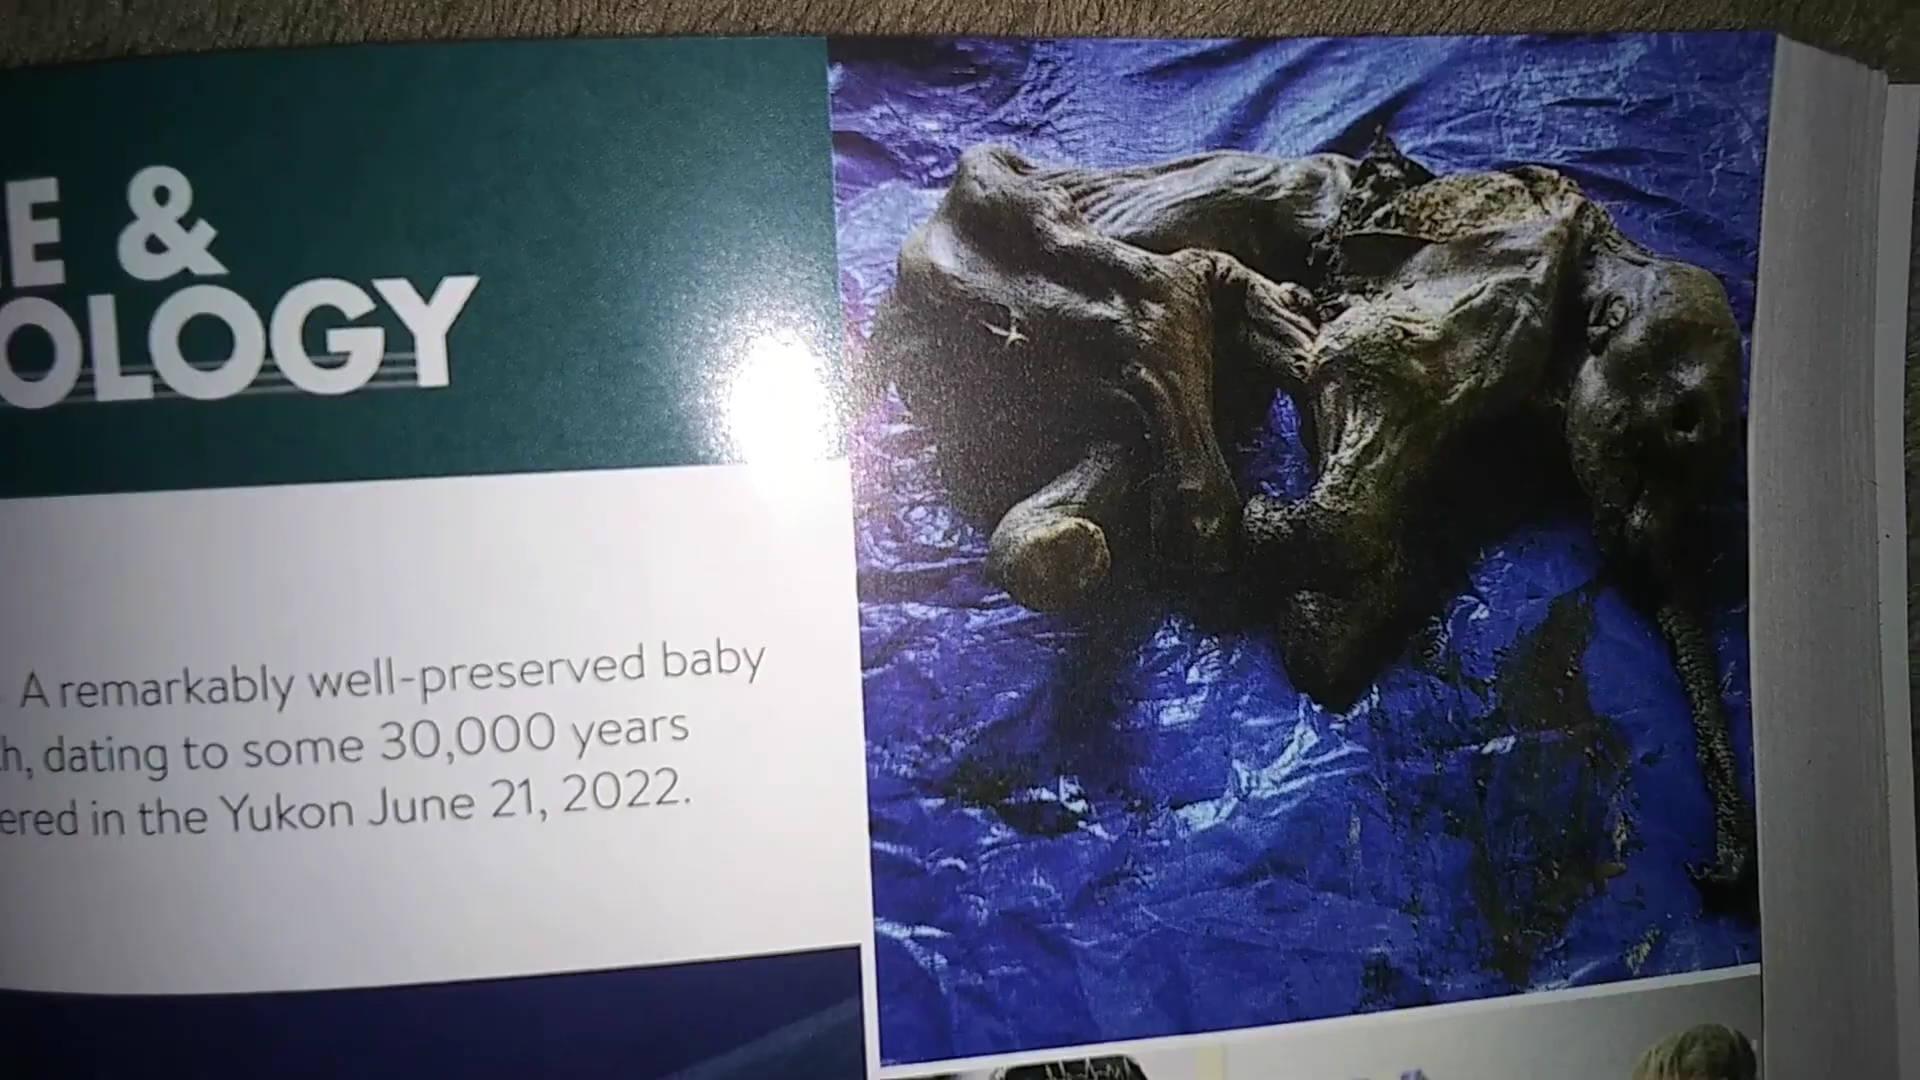 E &
OLOGY
A remarkably well-preserved baby
h, dating to some 30,000 years
ered in the Yukon June 21, 2022.